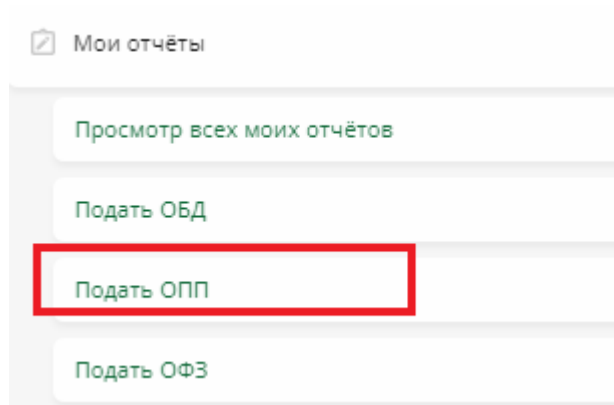 Мои отчёты
Просмотр всех моих отчётов
Подать ОБД
Подать ОПП
Подать ОФЗ